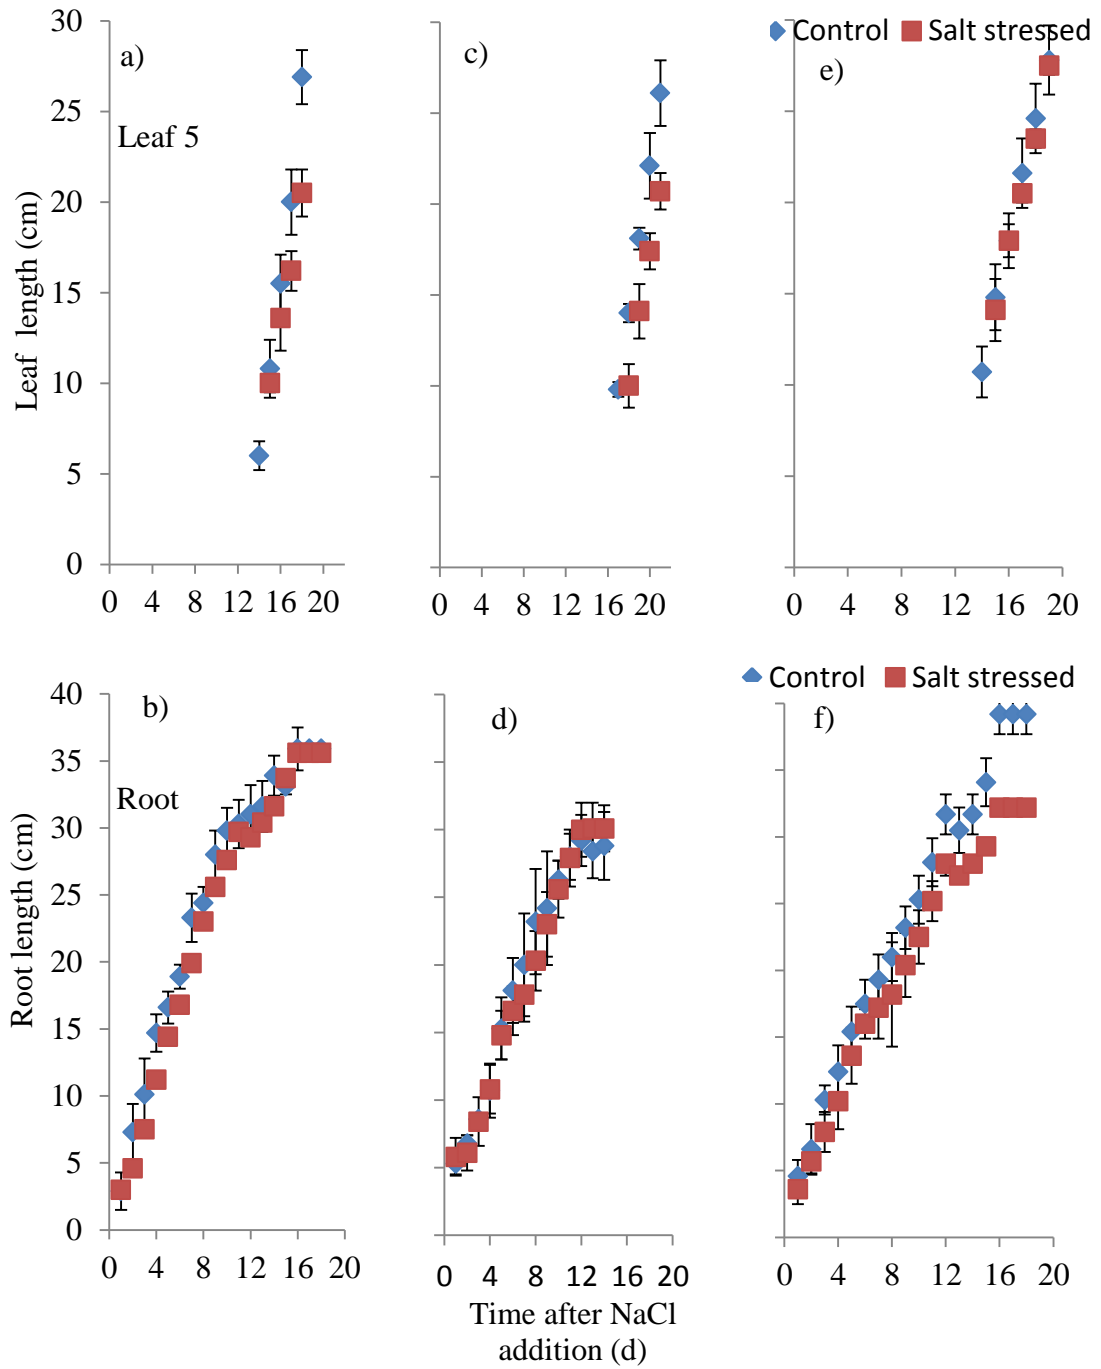 Control Salt stressed
a)
c)
e)
Leaf 5
Leaf length (cm)
30
25
20
15
10
5
0
0 4 8 12 16 20
0 4 8 12 16 20
0 4 8 12 16 20
Control Salt stressed
b)
d)
f)
Root
Root length (cm)
40
35
30
25
20
15
10
5
0
0 4 8 12 16 20
0 4 8 12 16 20
0 4 8 12 16 20
Time after NaCl
addition (d)